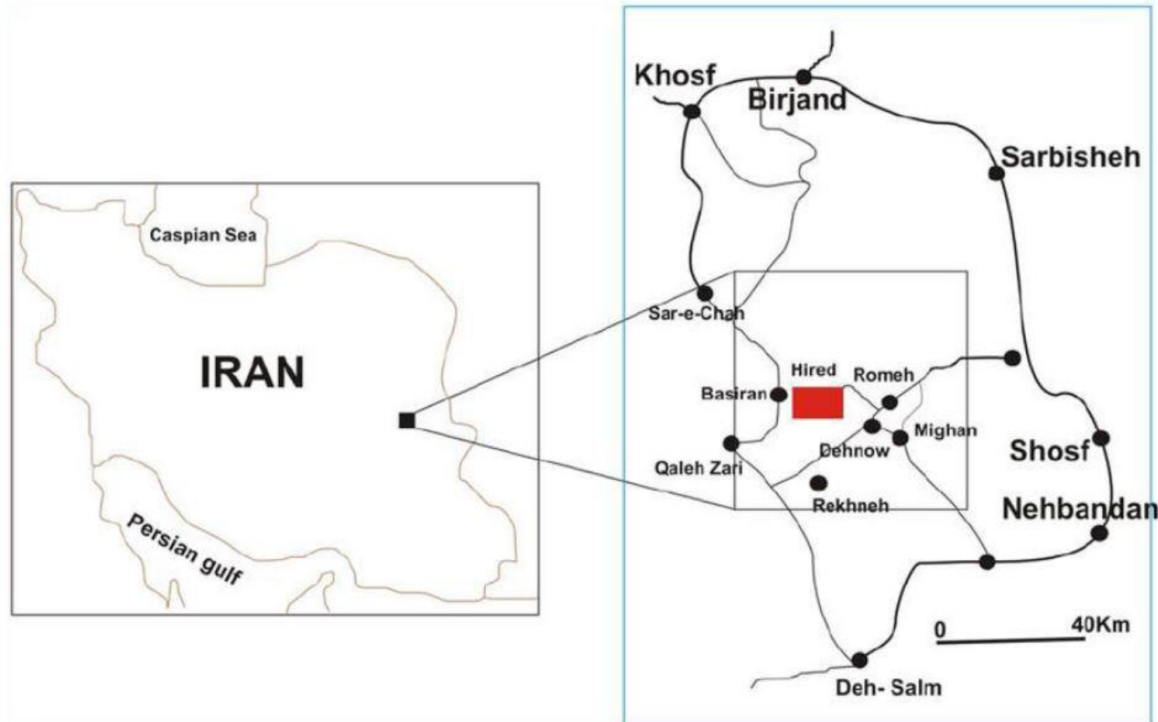 Caspian Sea
IRAN
Persian gulf
Khosf
Birjand
Sarbisheh
Sar-e-Chah
Hired
Romeh
Basiran
Mighan
Dehnow
Shosf
Qaleh Zari
Rekhneh
Nehbandan
0
40Km
Deh- Salm